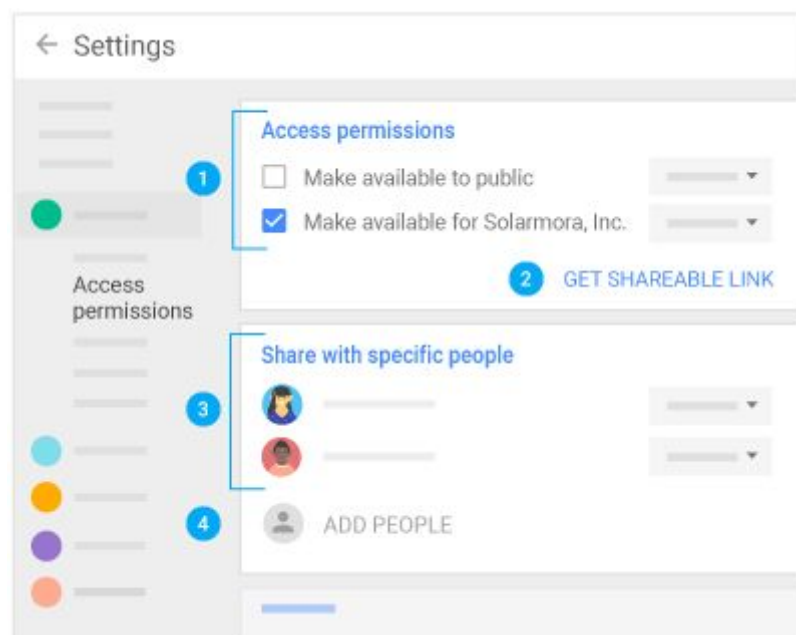 Settings
Access permissions
1
Make available to public
Make available for Solarmora, Inc.
2 GET SHAREABLE LINK
Access
permissions
Share with specific people
3
4 ADD PEOPLE